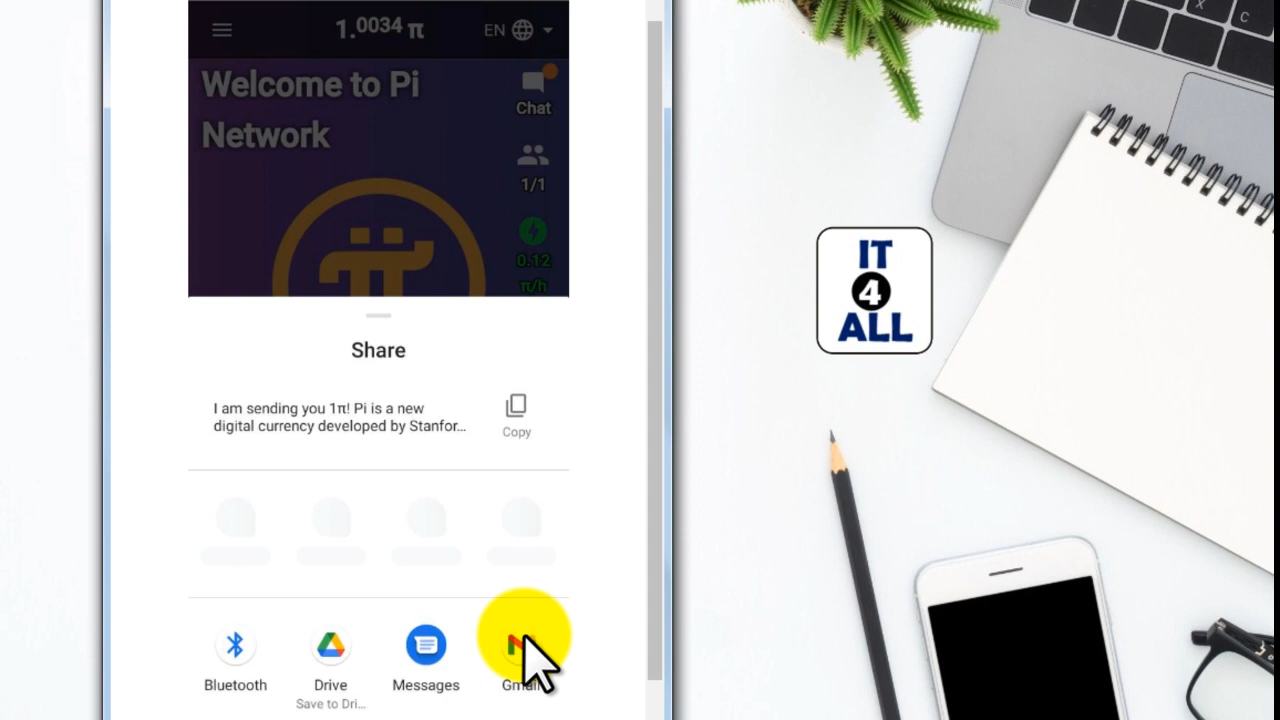 1.0034 π
EN
Welcome to Pi
Network
Chat
1/1
0.12
π/h
Share
I am sending you 1π! Pi is a new
digital currency developed by Stanfor...
Copy
Bluetooth
Drive
Messages
Gmail
Save to Dri...
IT
4
ALL
X
C